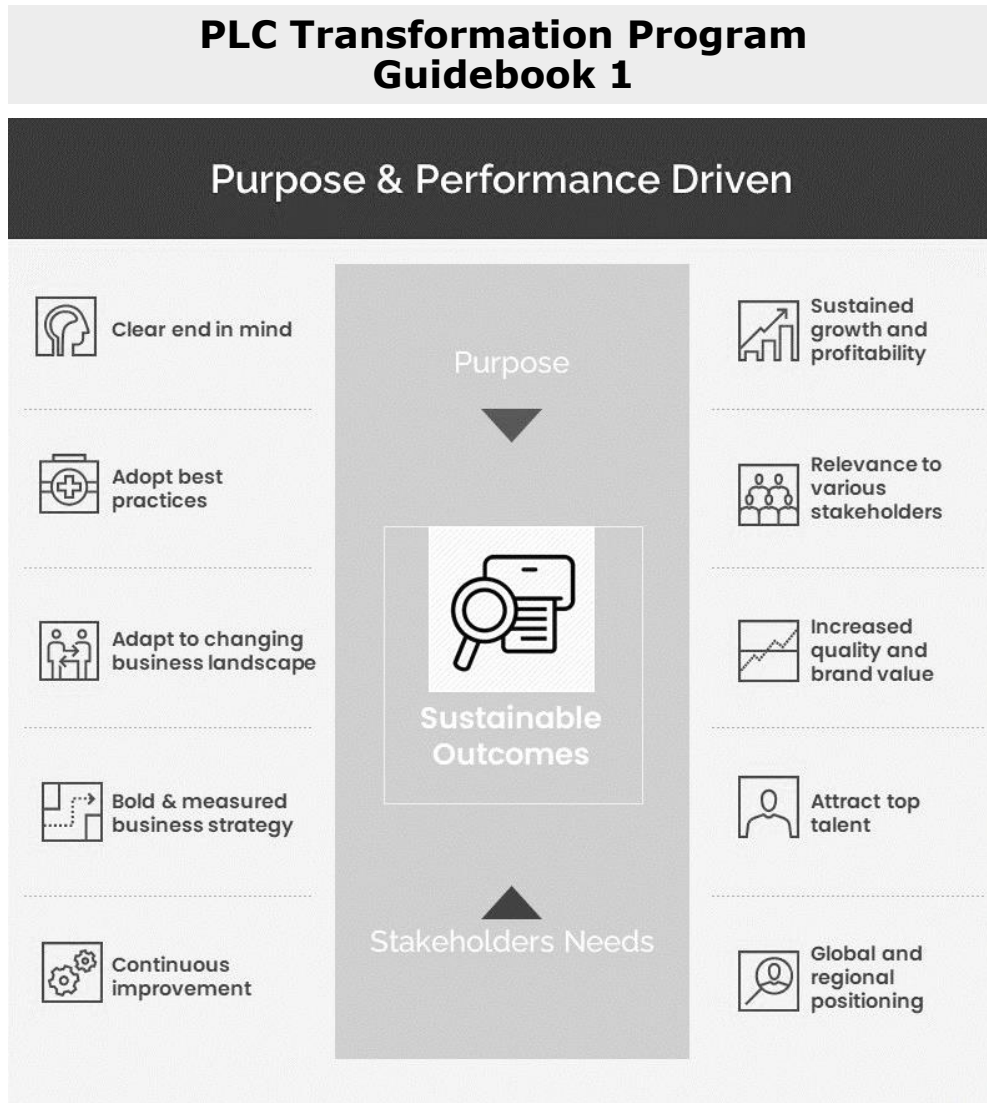 PLC Transformation Program
Guidebook 1
Purpose & Performance Driven
Clear end in mind
Adopt best
practices
Adapt to changing
business landscape
Bold & measured
business strategy
Continuous
improvement
Purpose
Sustainable
Outcomes
Stakeholders Needs
Sustained
growth and
profitability
Relevance to
various
stakeholders
Increased
quality and
brand value
Attract top
talent
Global and
regional
positioning